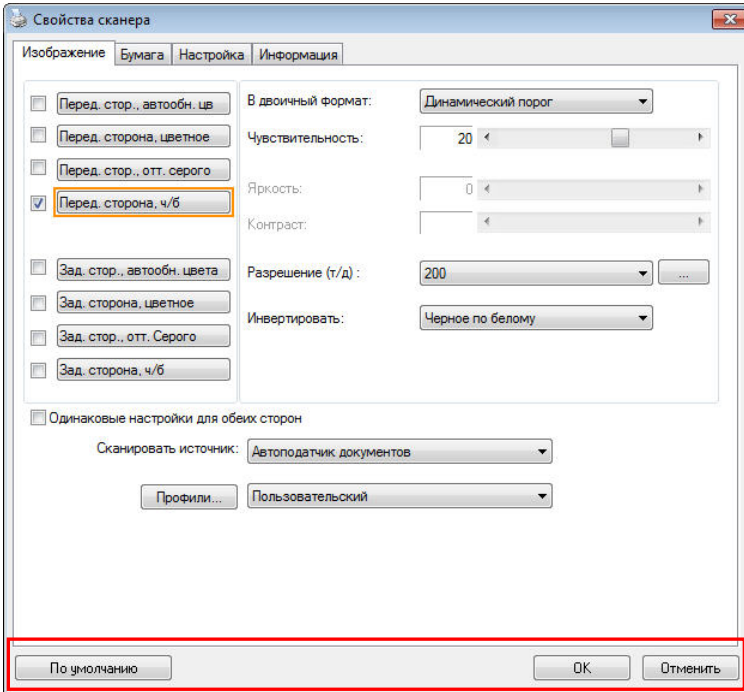 Свойства сканера
Изображение Бумага Настройка Информация
Перед. стор., автообн. цв
Перед. сторона, цветное
Перед. стор., отт. серого
Перед. сторона, ч/б
Зад. стор., автообн. цвета
Зад. сторона, цветное
Зад. стор., отт. Серого
Зад. сторона, ч/б
В двоичный формат: Динамический порог
Чувствительность: 20
Яркость: 0
Контраст:
Разрешение (т/д) : 200 ...
Инвертировать: Черное по белому
Одинаковые настройки для обеих сторон
Сканировать источник: Автоподатчик документов
Профили... Пользовательский
По умолчанию OK Отменить